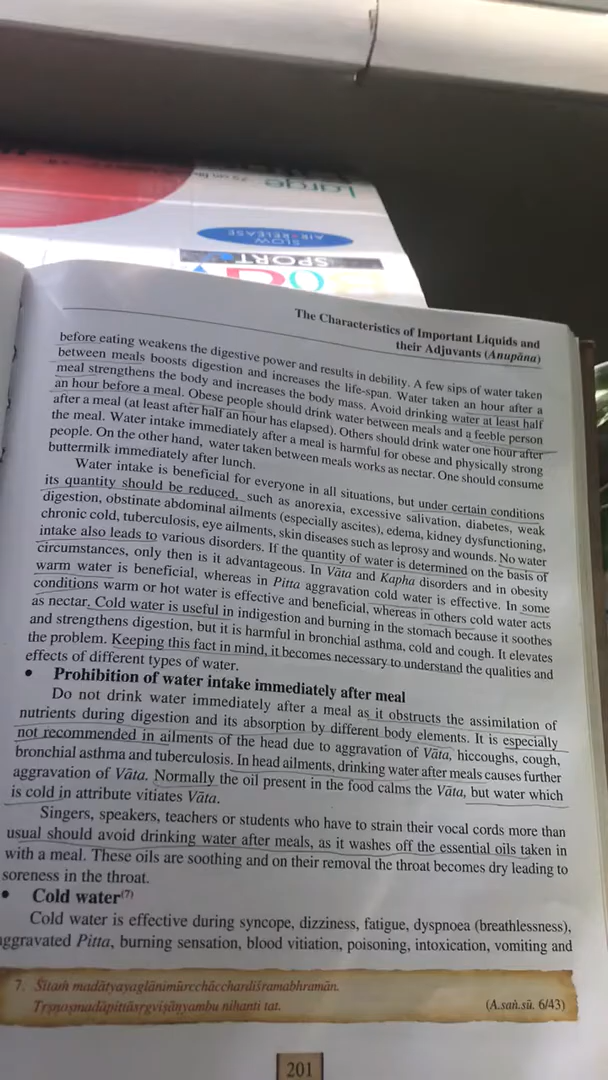 Large
75 cm
SLOW
AIR-RELEASE
SPORT
The Characteristics of Important Liquids and
their Adjuvants (Anupāna)
before eating weakens the digestive power and results in debility. A few sips of water taken
between meals boosts digestion and increases the life-span. Water taken an hour after a
meal strengthens the body and increases the body mass. Avoid drinking water at least half
an hour before a meal. Obese people should drink water between meals and a feeble person
after a meal (at least after half an hour has elapsed). Others should drink water one hour after
the meal. Water intake immediately after a meal is harmful for obese and physically strong
people. On the other hand, water taken between meals works as nectar. One should consume
buttermilk immediately after lunch.
Water intake is beneficial for everyone in all situations, but under certain conditions
its quantity should be reduced, such as anorexia, excessive salivation, diabetes, weak
digestion, obstinate abdominal ailments (especially ascites), edema, kidney dysfunctioning,
chronic cold, tuberculosis, eye ailments, skin diseases such as leprosy and wounds. No water
intake also leads to various disorders. If the quantity of water is determined on the basis of
circumstances, only then is it advantageous. In Vāta and Kapha disorders and in obesity
warm water is beneficial, whereas in Pitta aggravation cold water is effective. In some
conditions warm or hot water is effective and beneficial, whereas in others cold water acts
as nectar. Cold water is useful in indigestion and burning in the stomach because it soothes
and strengthens digestion, but it is harmful in bronchial asthma, cold and cough. It elevates
the problem. Keeping this fact in mind, it becomes necessary to understand the qualities and
effects of different types of water.
• Prohibition of water intake immediately after meal
Do not drink water immediately after a meal as it obstructs the assimilation of
nutrients during digestion and its absorption by different body elements. It is especially
not recommended in ailments of the head due to aggravation of Vāta, hiccoughs, cough,
bronchial asthma and tuberculosis. In head ailments, drinking water after meals causes further
aggravation of Vāta. Normally the oil present in the food calms the Vāta, but water which
is cold in attribute vitiates Vāta.
Singers, speakers, teachers or students who have to strain their vocal cords more than
usual should avoid drinking water after meals, as it washes off the essential oils taken in
with a meal. These oils are soothing and on their removal the throat becomes dry leading to
soreness in the throat.
• Cold water(7)
Cold water is effective during syncope, dizziness, fatigue, dyspnoea (breathlessness),
aggravated Pitta, burning sensation, blood vitiation, poisoning, intoxication, vomiting and
7. Śītaṁ madātyayaglānimūrcchācchardiśramabhramān.
Tṛṣṇoṣmadāpittāsṛgviṣāṇyambu nihanti tat. (A.saṅ.sū. 6/43)
201